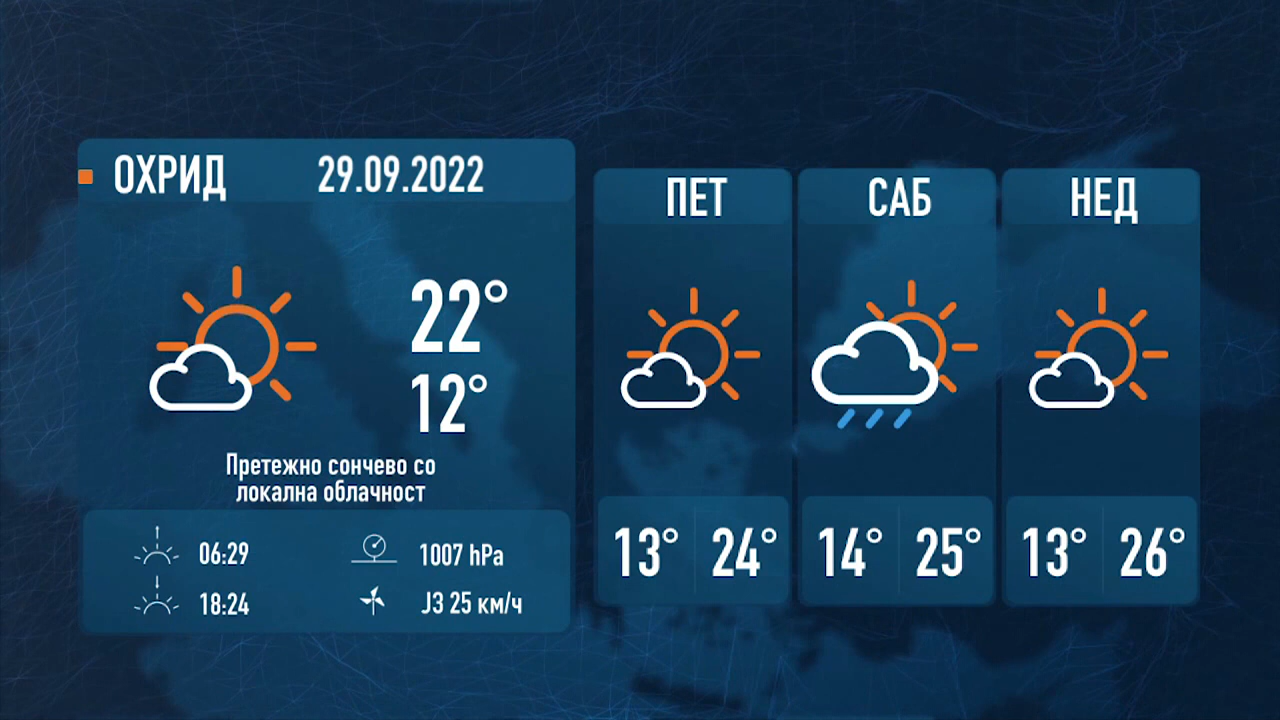 ОХРИД 29.09.2022
22°
12°
Претежно сончево со
локална облачност
06:29
1007 hPa
18:24
ЈЗ 25 км/ч
ПЕТ
13° 24°
САБ
14° 25°
НЕД
13° 26°